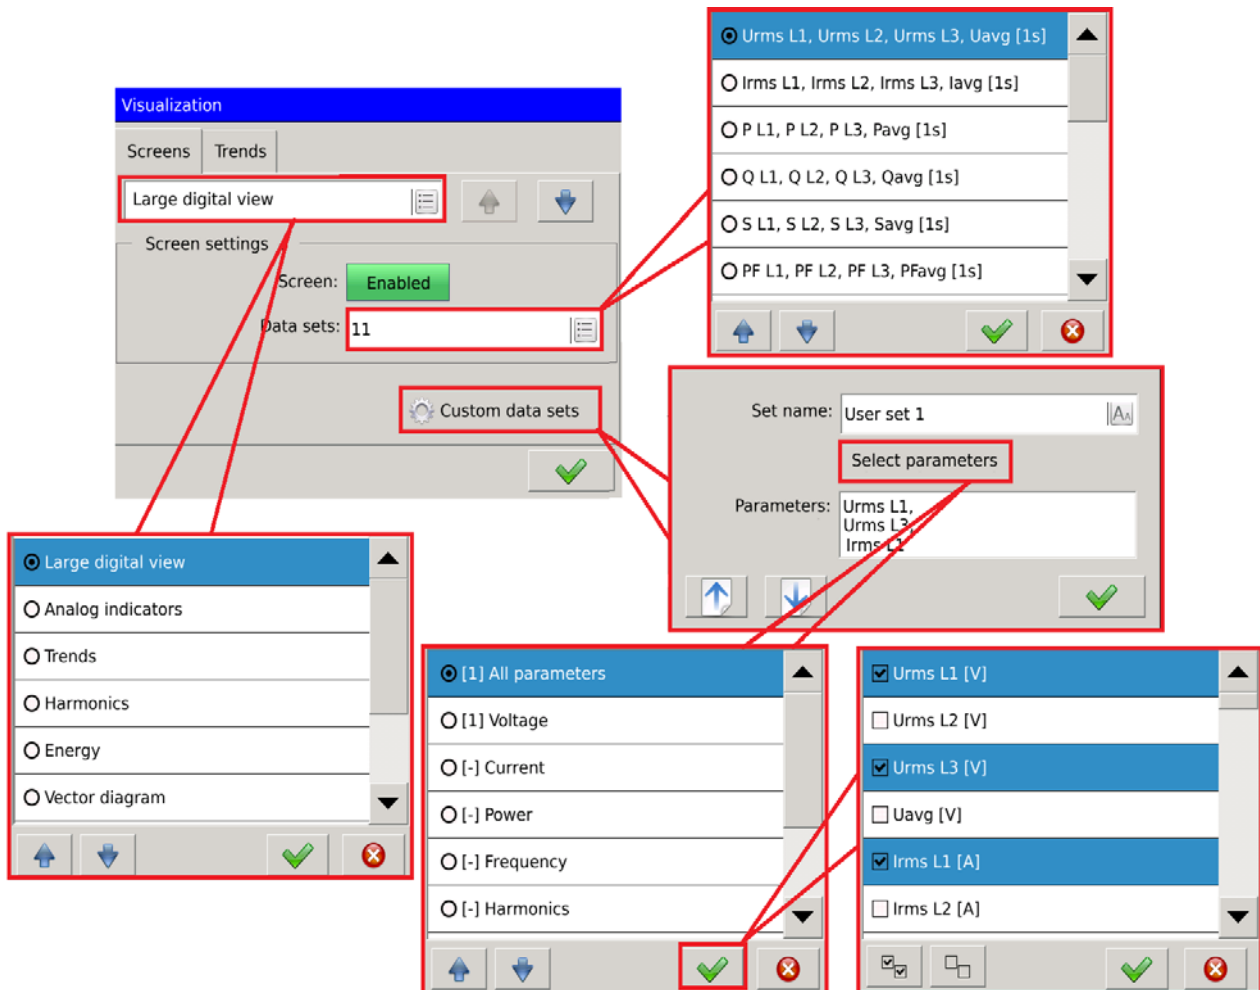 Visualization
Screens
Trends
Large digital view
Screen settings
Screen:
Enabled
Data sets:
11
Custom data sets
Urms L1, Urms L2, Urms L3, Uavg [1s]
Irms L1, Irms L2, Irms L3, Iavg [1s]
P L1, P L2, P L3, Pavg [1s]
Q L1, Q L2, Q L3, Qavg [1s]
S L1, S L2, S L3, Savg [1s]
PF L1, PF L2, PF L3, PFavg [1s]
Set name:
User set 1
Select parameters
Parameters:
Urms L1,
Urms L3,
Irms L1
Large digital view
Analog indicators
Trends
Harmonics
Energy
Vector diagram
[1] All parameters
[1] Voltage
[-] Current
[-] Power
[-] Frequency
[-] Harmonics
Urms L1 [V]
Urms L2 [V]
Urms L3 [V]
Uavg [V]
Irms L1 [A]
Irms L2 [A]